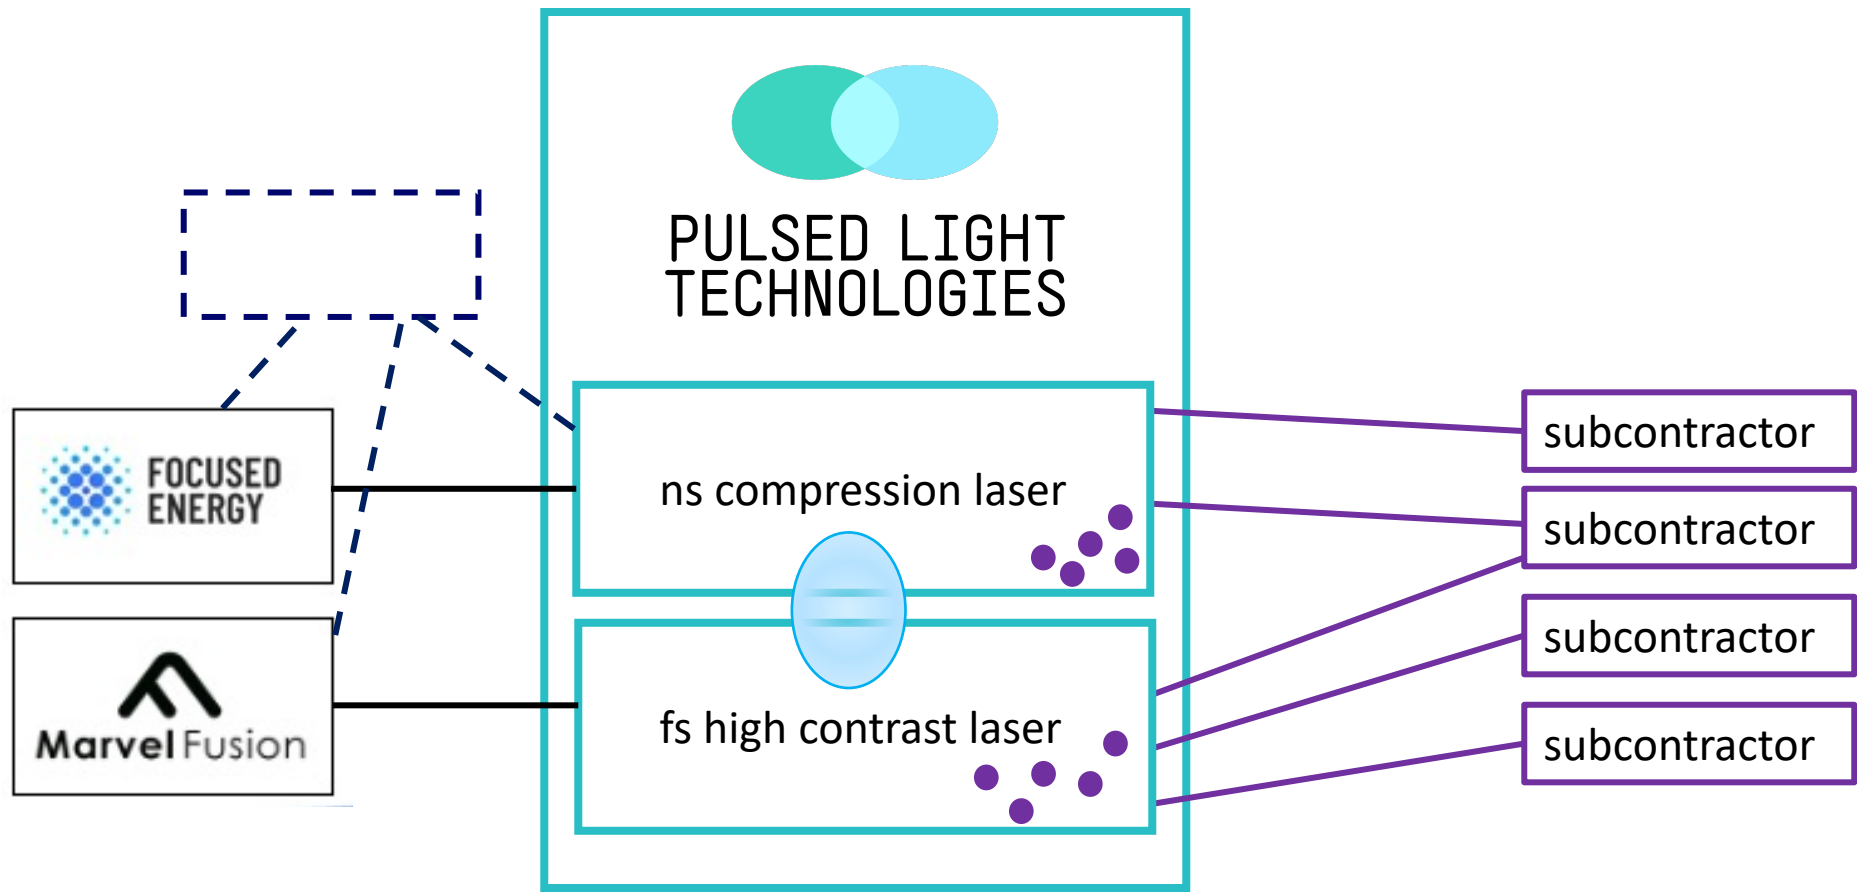 PULSED LIGHT
TECHNOLOGIES
FOCUSED
ENERGY
Marvel Fusion
ns compression laser
fs high contrast laser
subcontractor
subcontractor
subcontractor
subcontractor